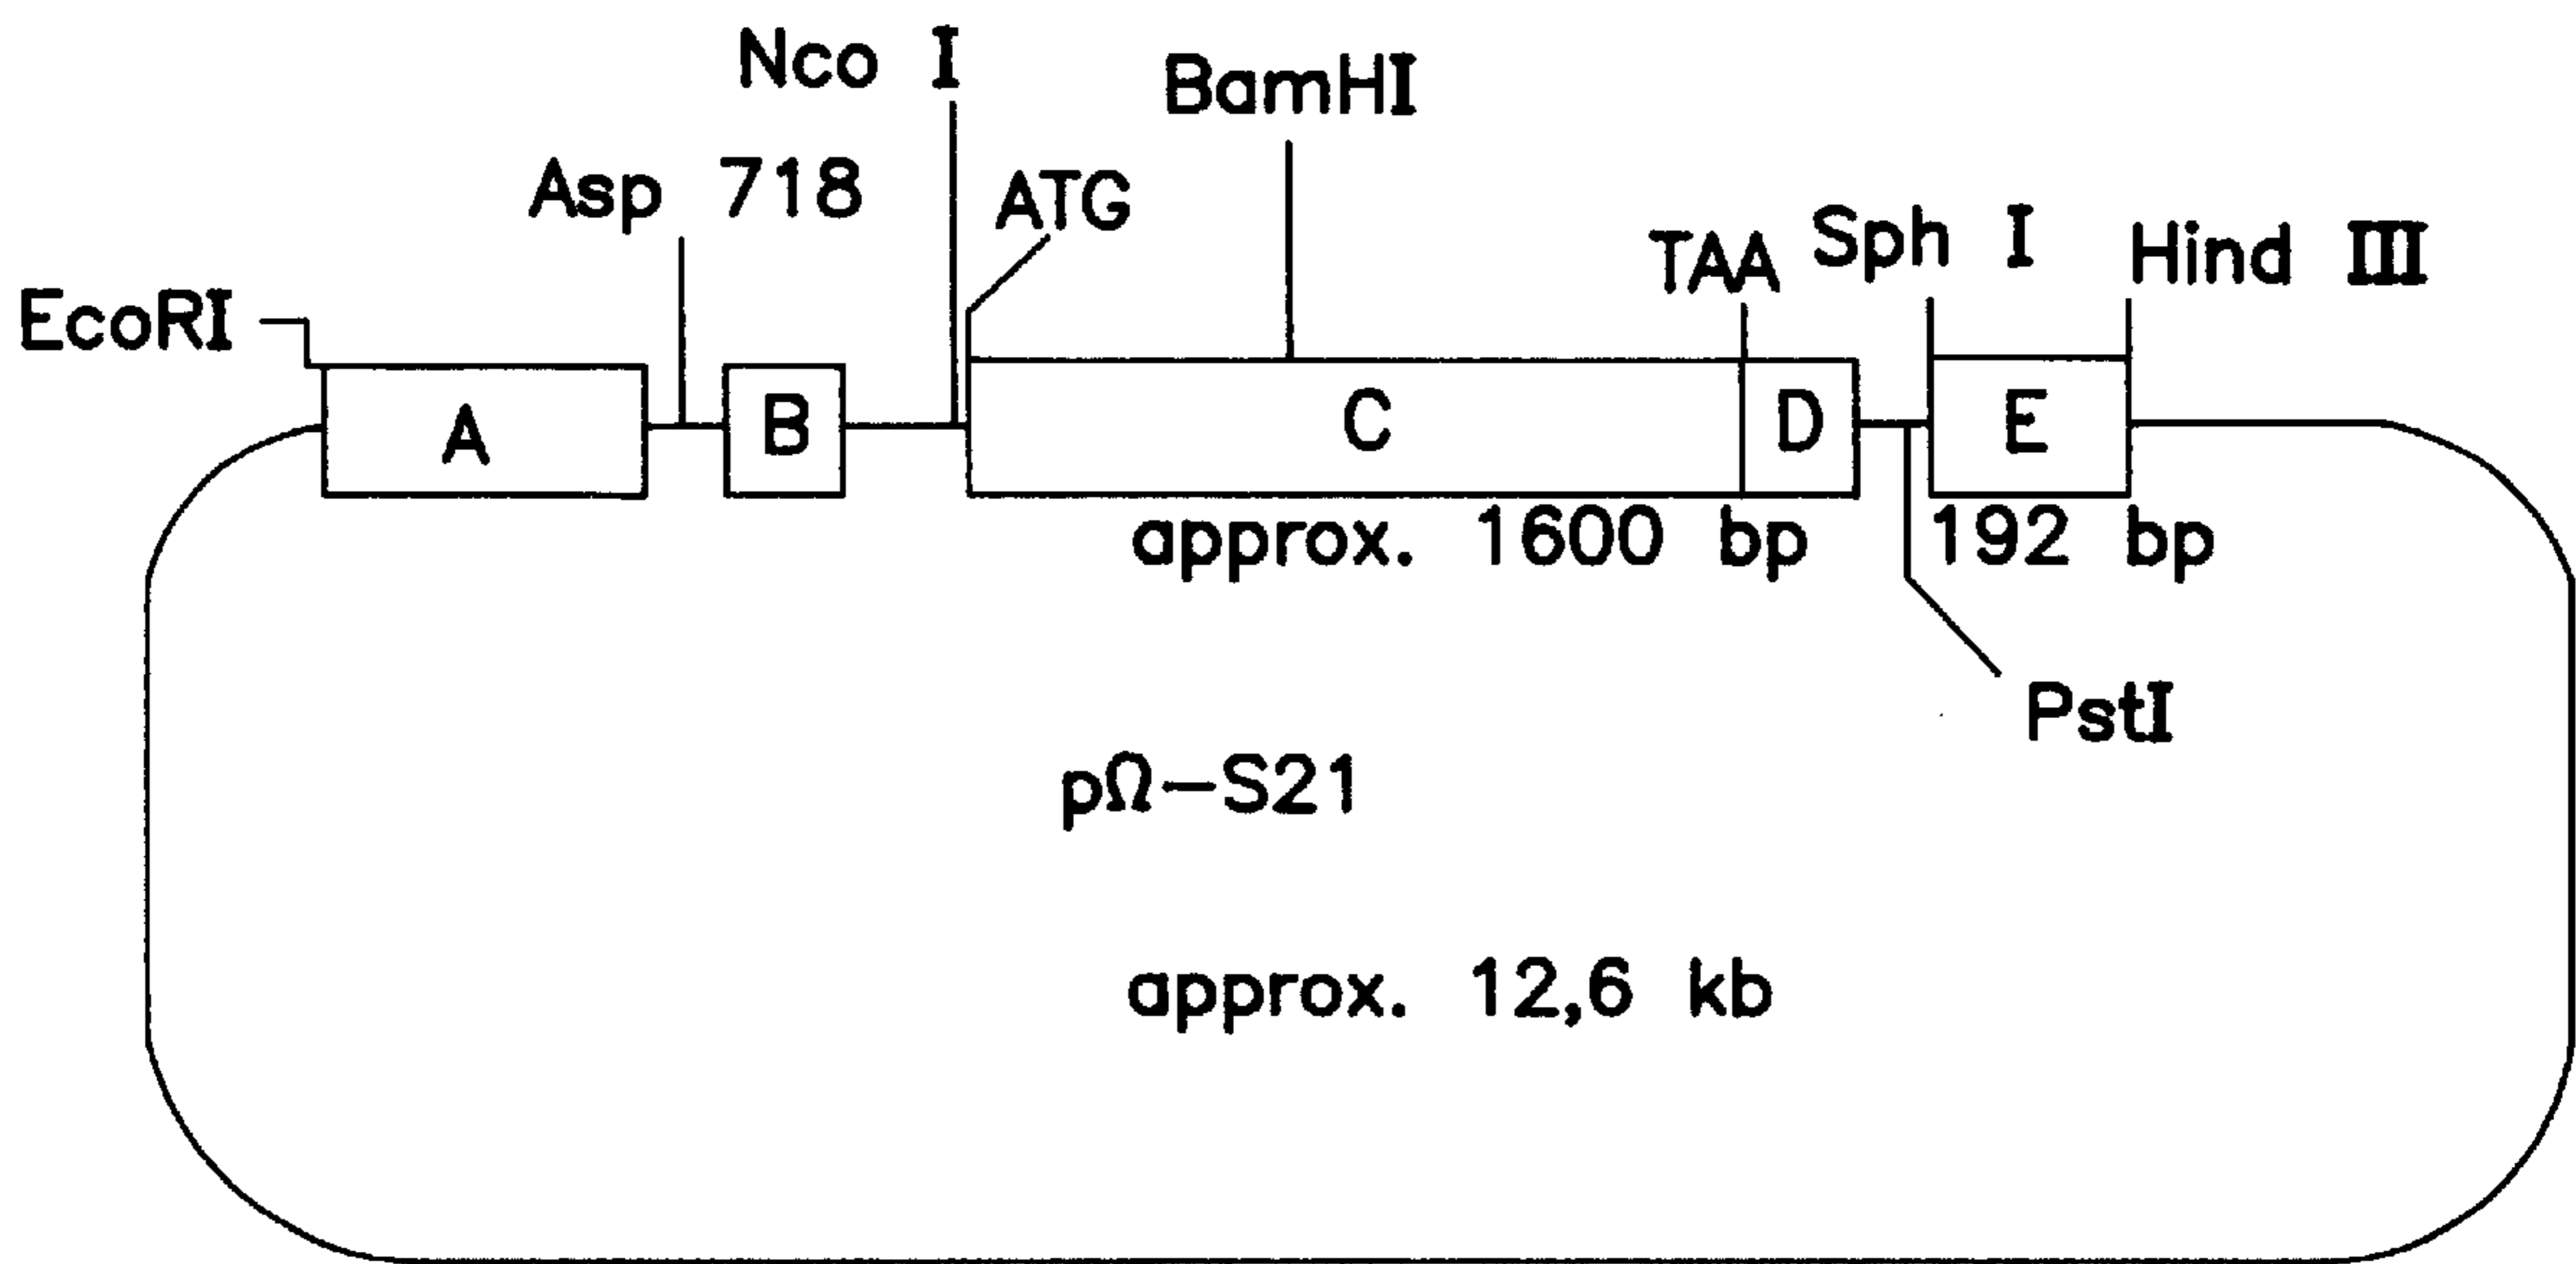 Nco I
BamHI
Asp 718
ATG
Sph I
TAA
Hind III
EcoRI
A
B
C
D
E
approx. 1600 bp
192 bp
PstI
pΩ-S21
approx. 12,6 kb